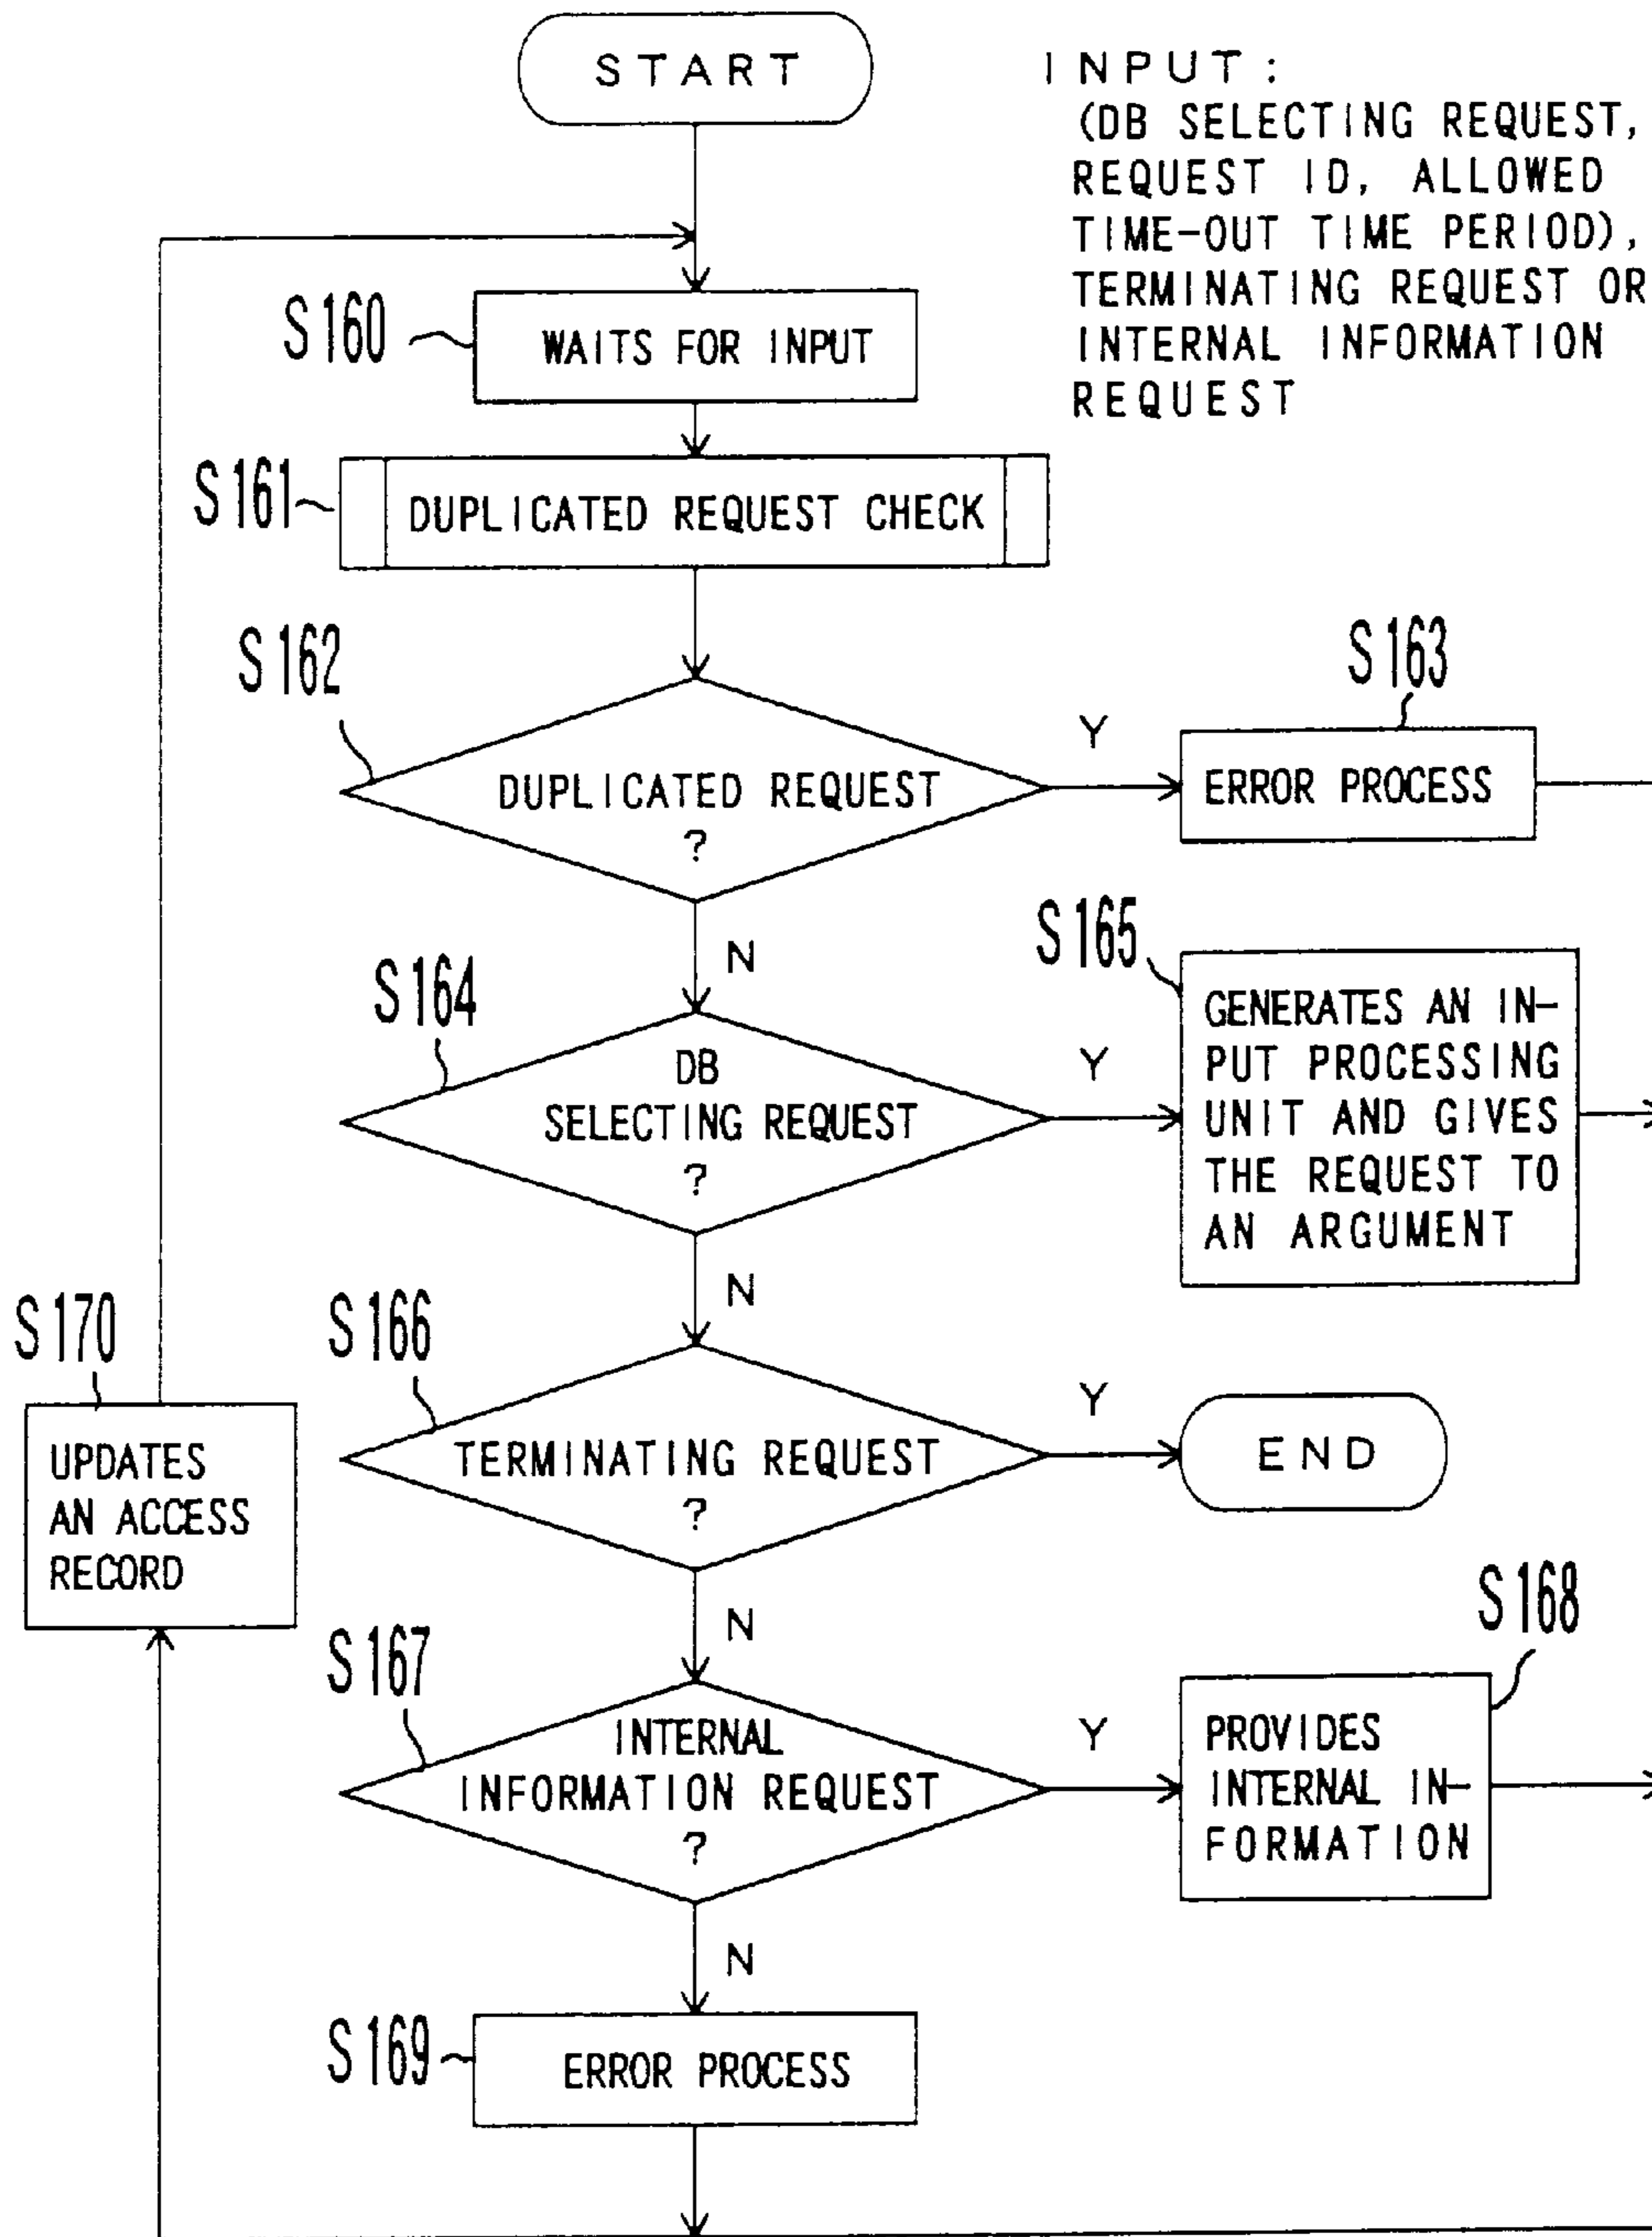 START
INPUT:
(DB SELECTING REQUEST,
REQUEST ID, ALLOWED
TIME-OUT TIME PERIOD),
TERMINATING REQUEST OR
INTERNAL INFORMATION
REQUEST
S160
WAITS FOR INPUT
S161
DUPLICATED REQUEST CHECK
S162
DUPLICATED REQUEST
?
Y
S163
ERROR PROCESS
N
S164
DB
SELECTING REQUEST
?
Y
S165
GENERATES AN IN-
PUT PROCESSING
UNIT AND GIVES
THE REQUEST TO
AN ARGUMENT
N
S166
TERMINATING REQUEST
?
Y
END
S170
UPDATES
AN ACCESS
RECORD
N
S167
INTERNAL
INFORMATION REQUEST
?
Y
S168
PROVIDES
INTERNAL IN-
FORMATION
N
S169
ERROR PROCESS